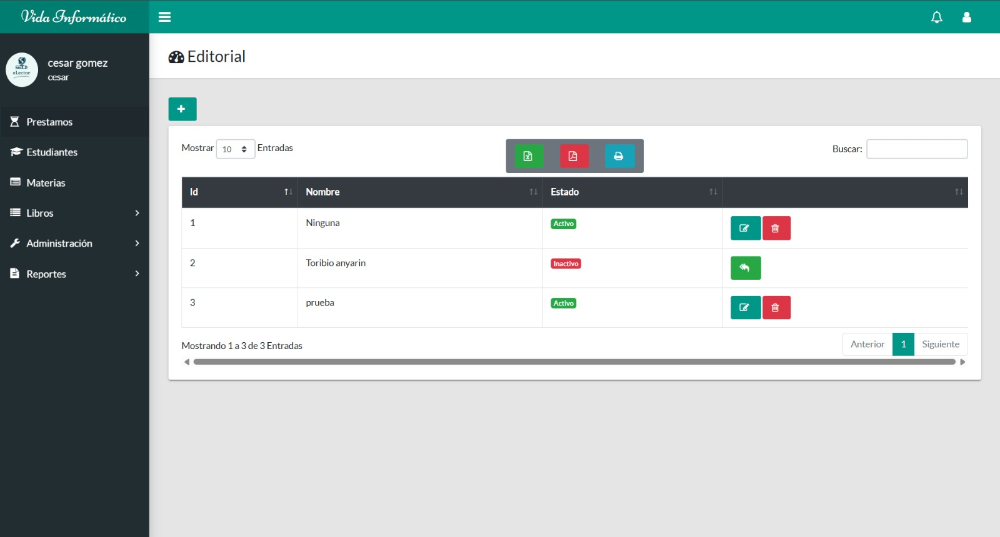 Vida Informático
Editorial
eLector
cesar gomez
cesar
Prestamos
Estudiantes
Materias
Libros
Administración
Reportes
Mostrar 10 Entradas
Buscar:
Id Nombre Estado
1 Ninguna Activo
2 Toribio anyarin Inactivo
3 prueba Activo
Mostrando 1 a 3 de 3 Entradas
Anterior 1 Siguiente